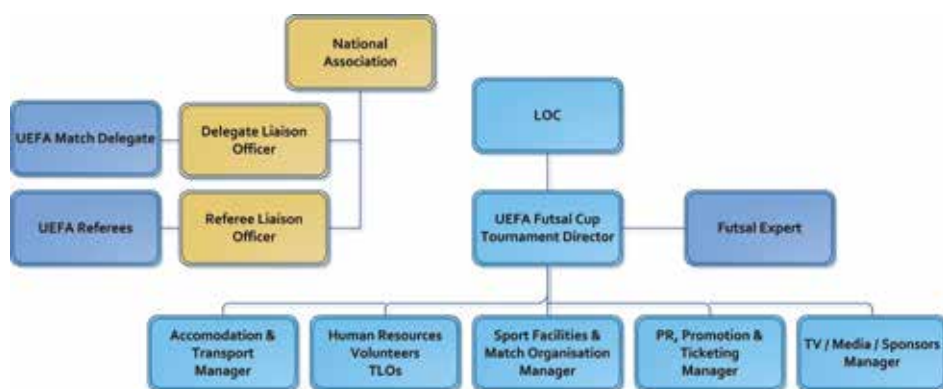 National
Association
LOC
UEFA Match Delegate
Delegate Liaison
Officer
UEFA Referees
Referee Liaison
Officer
UEFA Futsal Cup
Tournament Director
Futsal Expert
Accomodation &
Transport
Manager
Human Resources
Volunteers
TLOs
Sport Facilities &
Match Organisation
Manager
PR, Promotion &
Ticketing
Manager
TV / Media / Sponsors
Manager